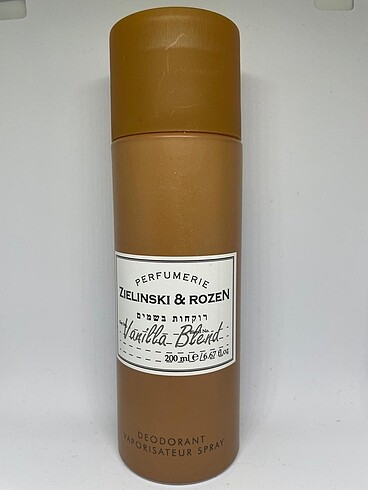 PERFUMERIE
ZIELINSKI & ROZEN
רוקחות בשמים
Vanilla Blend
200 ml ℮ / 6.67 fl.oz
DEODORANT
VAPORISATEUR SPRAY